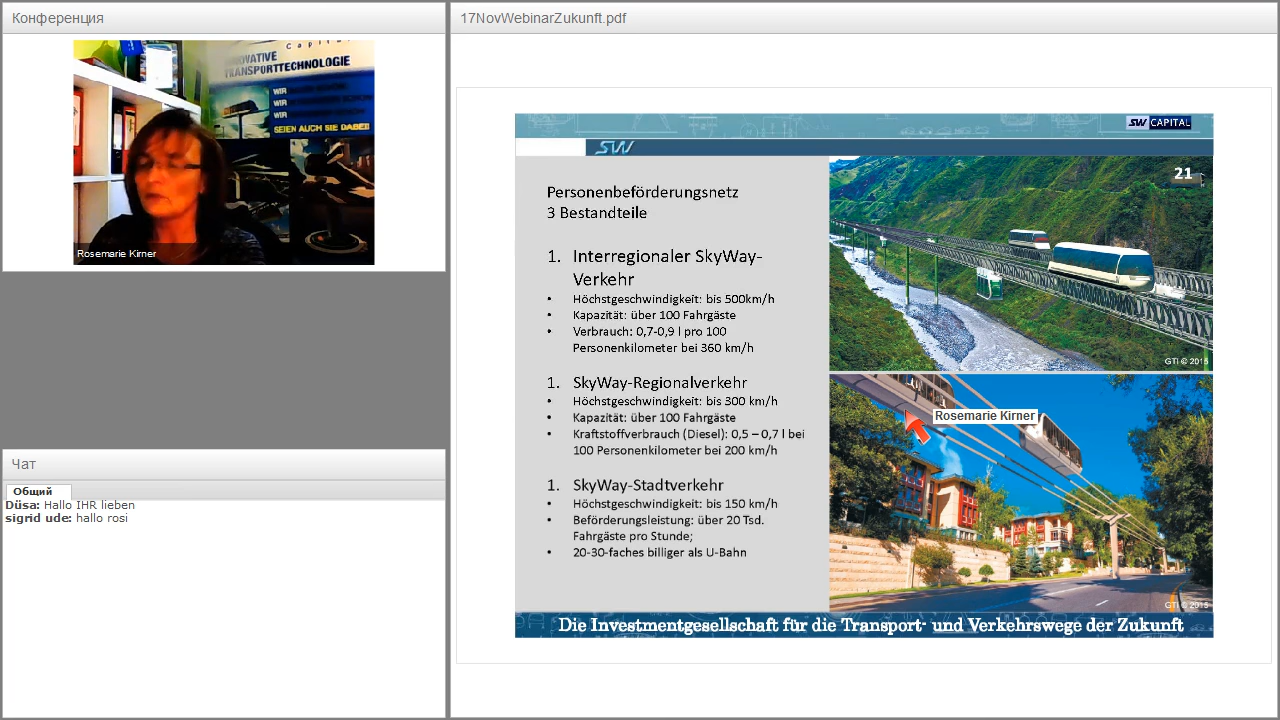 Конференция
Capital
INNOVATIVE
TRANSPORTTECHNOLOGIE
WIR
WIR
WIR
SEIEN AUCH SIE DABEI!
Rosemarie Kirner
Чат
Общий
Düsa: Hallo IHR lieben
sigrid ude: hallo rosi
17NovWebinarZukunft.pdf
SW CAPITAL
SW
21
Personenbeförderungsnetz
3 Bestandteile
1. Interregionaler SkyWay-
Verkehr
• Höchstgeschwindigkeit: bis 500km/h
• Kapazität: über 100 Fahrgäste
• Verbrauch: 0,7-0,9 l pro 100
Personenkilometer bei 360 km/h
1. SkyWay-Regionalverkehr
• Höchstgeschwindigkeit: bis 300 km/h
• Kapazität: über 100 Fahrgäste
• Kraftstoffverbrauch (Diesel): 0,5 – 0,7 l bei
100 Personenkilometer bei 200 km/h
1. SkyWay-Stadtverkehr
• Höchstgeschwindigkeit: bis 150 km/h
• Beförderungsleistung: über 20 Tsd.
Fahrgäste pro Stunde;
• 20-30-faches billiger als U-Bahn
GTI © 2015
Rosemarie Kirner
GTI © 2015
Die Investmentgesellschaft für die Transport- und Verkehrswege der Zukunft